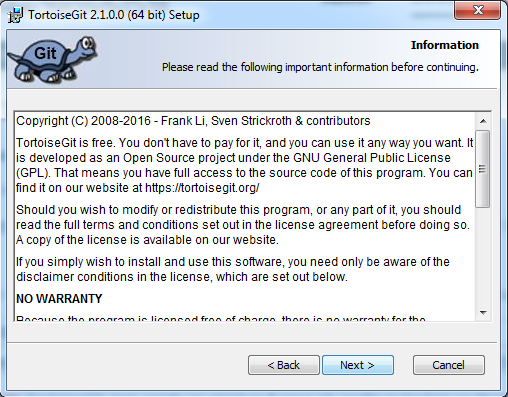 TortoiseGit 2.1.0.0 (64 bit) Setup
Git
Information
Please read the following important information before continuing.
Copyright (C) 2008-2016 - Frank Li, Sven Strickroth & contributors
TortoiseGit is free. You don't have to pay for it, and you can use it any way you want. It
is developed as an Open Source project under the GNU General Public License
(GPL). That means you have full access to the source code of this program. You can
find it on our website at https://tortoisegit.org/
Should you wish to modify or redistribute this program, or any part of it, you should
read the full terms and conditions set out in the license agreement before doing so.
A copy of the license is available on our website.
If you simply wish to install and use this software, you need only be aware of the
disclaimer conditions in the license, which are set out below.
NO WARRANTY
Because the program is licensed free of charge, there is no warranty for the
< Back
Next >
Cancel